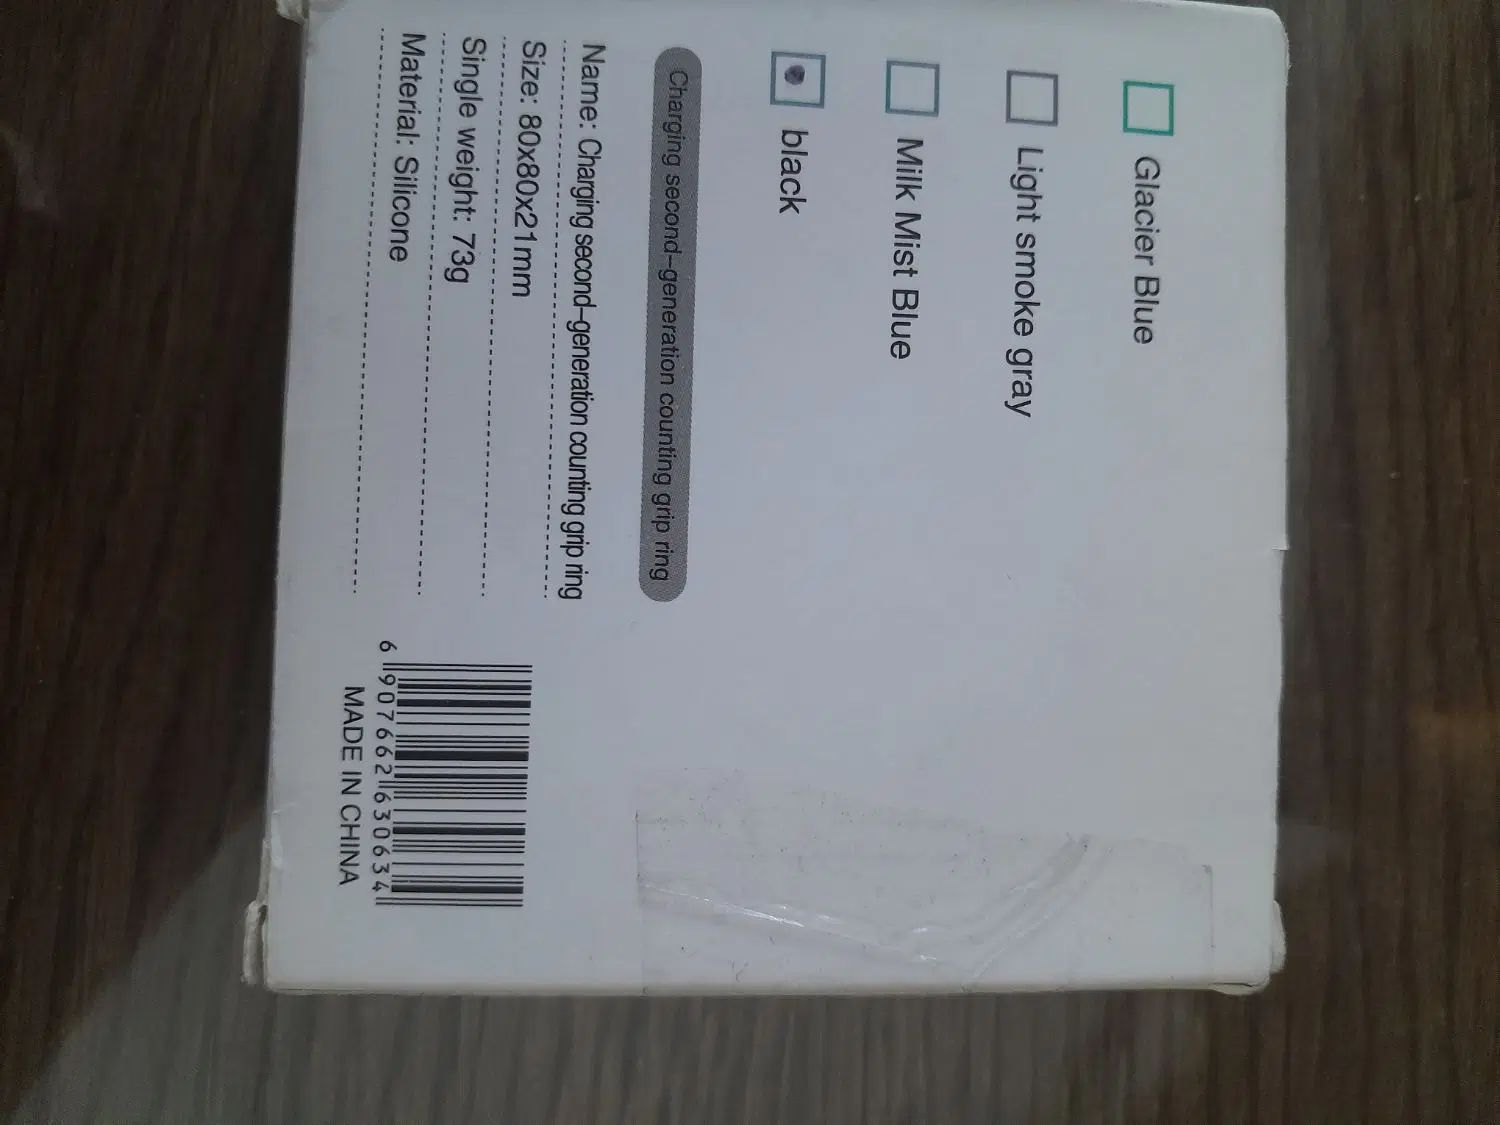 Glacier Blue
Light smoke gray
Milk Mist Blue
black
Charging second-generation counting grip ring
Name: Charging second-generation counting grip ring
Size: 80x80x21mm
Single weight: 73g
Material: Silicone
6 907662 630634
MADE IN CHINA